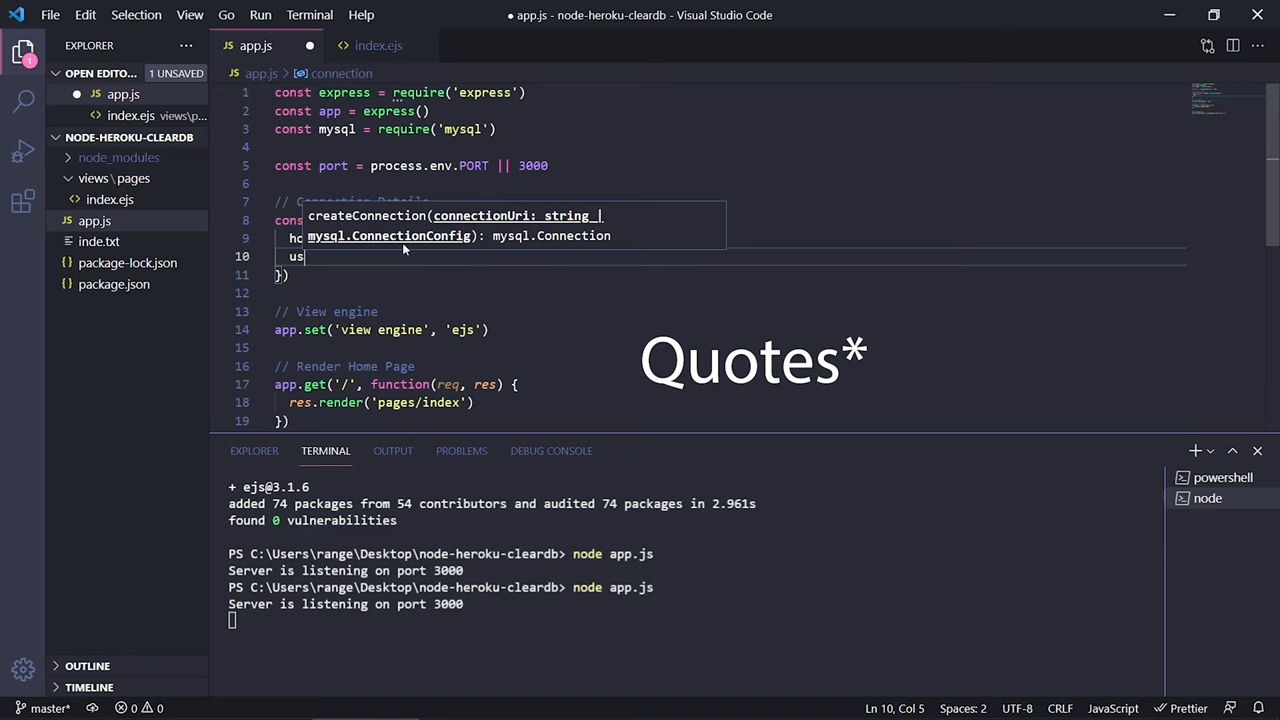 File Edit Selection View Go Run Terminal Help
● app.js - node-heroku-cleardb - Visual Studio Code
EXPLORER
1
OPEN EDITO... 1 UNSAVED
app.js
index.ejs views\p...
NODE-HEROKU-CLEARDB
node_modules
views\pages
index.ejs
app.js
inde.txt
package-lock.json
package.json
OUTLINE
TIMELINE
JS app.js index.ejs
JS app.js > connection
1 const express = require('express')
2 const app = express()
3 const mysql = require('mysql')
4
5 const port = process.env.PORT || 3000
6
7 // Connection Details
8 cons
createConnection(connectionUri: string |
mysql.ConnectionConfig): mysql.Connection
9 ho
10 us
11 })
12
13 // View engine
14 app.set('view engine', 'ejs')
15
16 // Render Home Page
17 app.get('/', function(req, res) {
18 res.render('pages/index')
19 })
Quotes*
EXPLORER TERMINAL OUTPUT PROBLEMS DEBUG CONSOLE
+ ejs@3.1.6
added 74 packages from 54 contributors and audited 74 packages in 2.961s
found 0 vulnerabilities
PS C:\Users\range\Desktop\node-heroku-cleardb> node app.js
Server is listening on port 3000
PS C:\Users\range\Desktop\node-heroku-cleardb> node app.js
Server is listening on port 3000
powershell
node
master* 0 0
Ln 10, Col 5 Spaces: 2 UTF-8 CRLF JavaScript Prettier